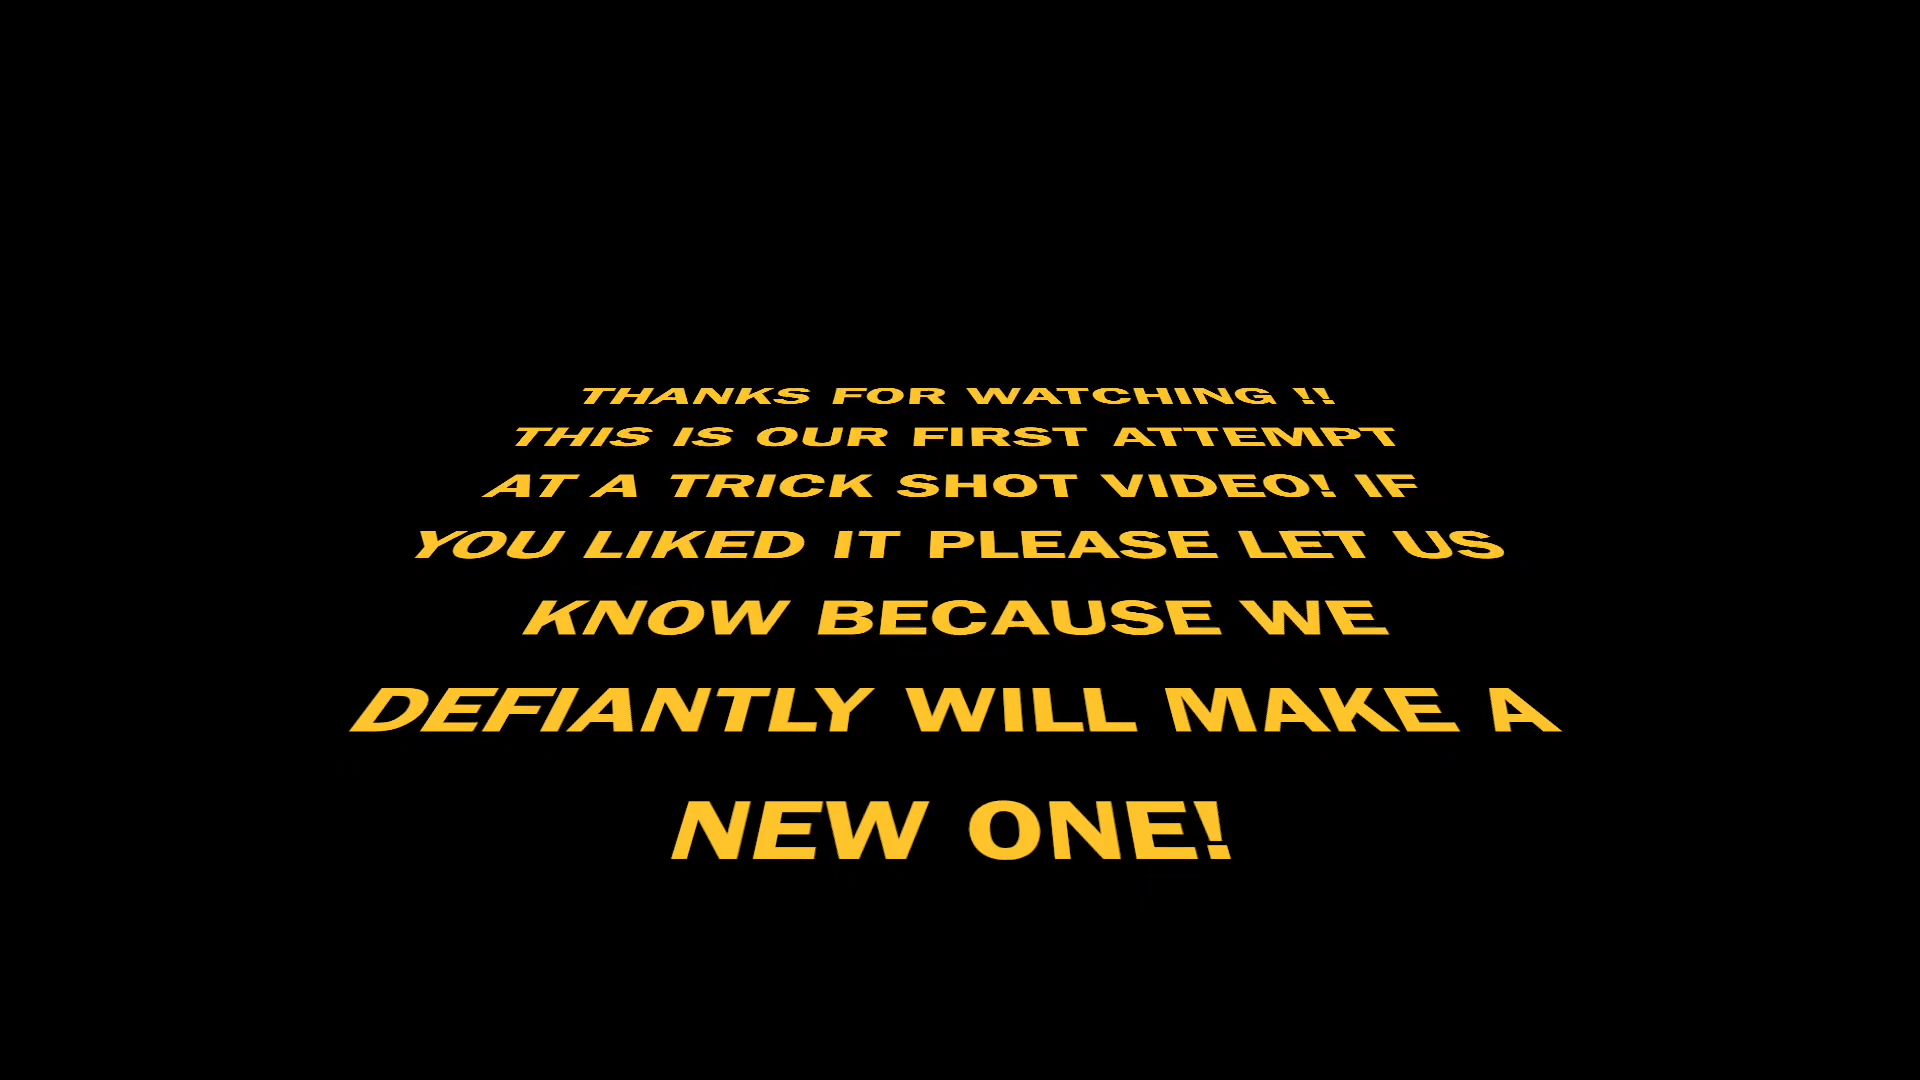 THANKS FOR WATCHING !!
THIS IS OUR FIRST ATTEMPT
AT A TRICK SHOT VIDEO! IF
YOU LIKED IT PLEASE LET US
KNOW BECAUSE WE
DEFIANTLY WILL MAKE A
NEW ONE!